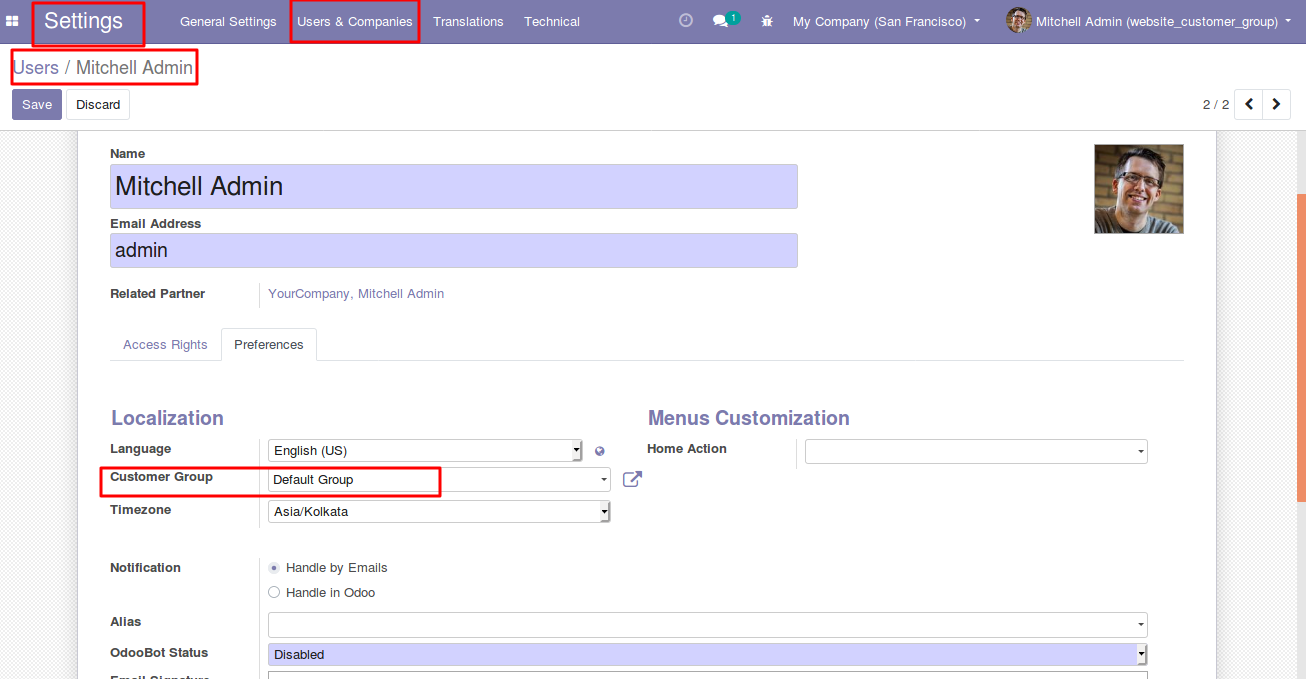 Settings General Settings Users & Companies Translations Technical 1 My Company (San Francisco) Mitchell Admin (website_customer_group)
Users / Mitchell Admin
Save Discard 2 / 2
Name
Mitchell Admin
Email Address
admin
Related Partner YourCompany, Mitchell Admin
Access Rights Preferences
Localization Menus Customization
Language English (US) Home Action
Customer Group Default Group
Timezone Asia/Kolkata
Notification Handle by Emails
Handle in Odoo
Alias
OdooBot Status Disabled
Email Signature